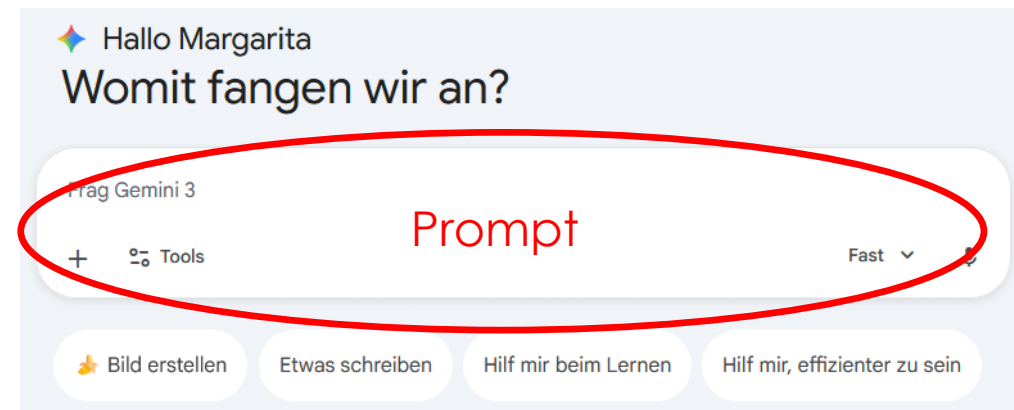 Hallo Margarita
Womit fangen wir an?
Frag Gemini 3
Prompt
Tools
Fast
Bild erstellen
Etwas schreiben
Hilf mir beim Lernen
Hilf mir, effizienter zu sein